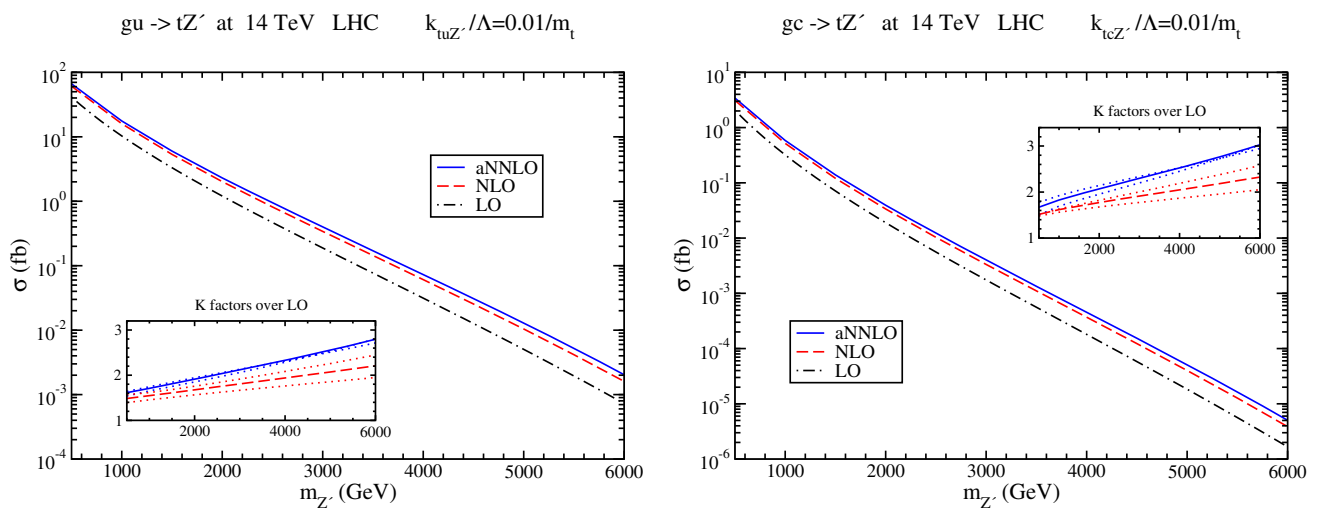 gu -> tZ´ at 14 TeV LHC k_tuZ´/Λ=0.01/m_t
10^2
10^1
10^0
10^-1
10^-2
10^-3
10^-4
σ (fb)
aNNLO
NLO
LO
K factors over LO
3
2
1
2000 4000 6000
1000 2000 3000 4000 5000 6000
m_Z´ (GeV)
gc -> tZ´ at 14 TeV LHC k_tcZ´/Λ=0.01/m_t
10^1
10^0
10^-1
10^-2
10^-3
10^-4
10^-5
10^-6
σ (fb)
K factors over LO
3
2
1
2000 4000 6000
aNNLO
NLO
LO
1000 2000 3000 4000 5000 6000
m_Z´ (GeV)